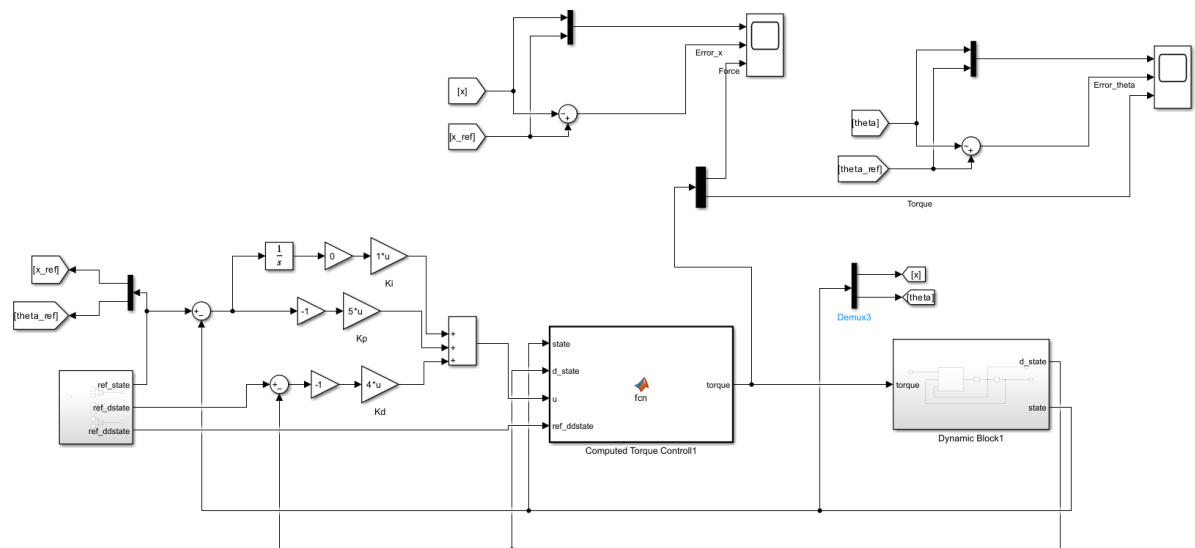 Error_x
Force
[x]
[x_ref]
Error_theta
[theta]
[theta_ref]
Torque
[x_ref]
[theta_ref]
1
s
0
1*u
Ki
-1
5*u
Kp
-1
4*u
Kd
+
+
+
ref_state
ref_dstate
ref_ddstate
state
d_state
u
ref_ddstate
fcn
torque
Computed Torque Controll1
[x]
[theta]
Demux3
torque
d_state
state
Dynamic Block1